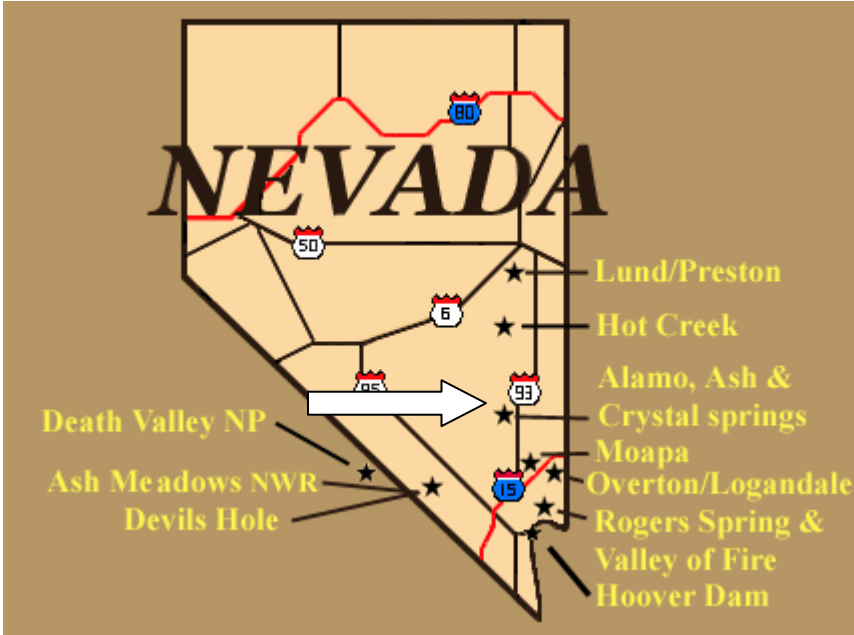 80
NEVADA
50
Lund/Preston
6
Hot Creek
95
93
Alamo, Ash &
Crystal springs
Death Valley NP
Moapa
Ash Meadows NWR
15
Overton/Logandale
Devils Hole
Rogers Spring &
Valley of Fire
Hoover Dam